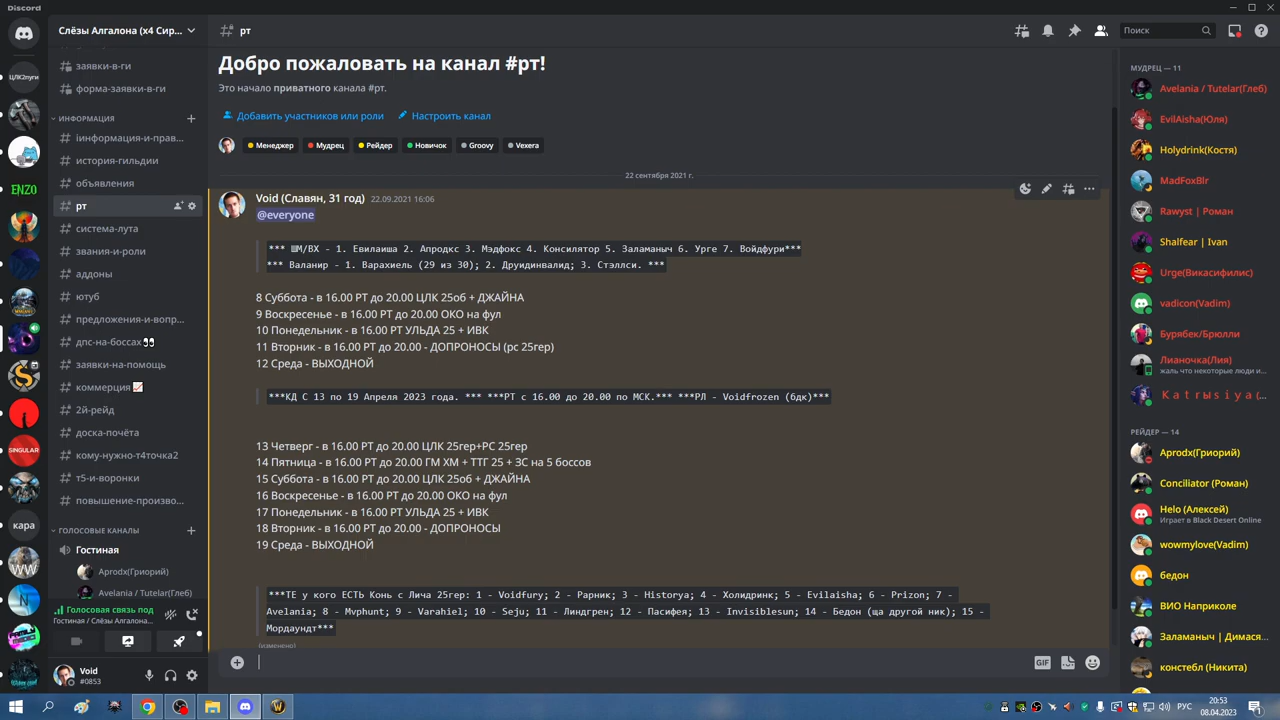 Discord
Слёзы Алгалона (x4 Сир...
заявки-в-ги
форма-заявки-в-ги
ИНФОРМАЦИЯ
іинформация-и-прав...
история-гильдии
объявления
рт
система-лута
звания-и-роли
аддоны
ютуб
предложения-и-вопр...
дпс-на-боссах👀
заявки-на-помощь
коммерция📈
2й-рейд
доска-почёта
кому-нужно-т4точка2
т5-и-воронки
повышение-произво...
ГОЛОСОВЫЕ КАНАЛЫ
Гостиная
Aprodx(Гриорий)
Avelania / Tutelar(Глеб)
Голосовая связь под
Гостиная / Слёзы Алгалона...
Void
#0853
ЦЛК2пуги
ENZO
SINGULAR
кара
WW
рт
Поиск
Добро пожаловать на канал #рт!
Это начало приватного канала #рт.
Добавить участников или роли
Настроить канал
Менеджер
Мудрец
Рейдер
Новичок
Groovy
Vexera
22 сентября 2021 г.
Void (Славян, 31 год) 22.09.2021 16:06
@everyone
*** ШМ/ВХ - 1. Евилаиша 2. Апродкс 3. Мэдфокс 4. Консилятор 5. Заламаныч 6. Урге 7. Войдфури***
*** Валанир - 1. Варахиель (29 из 30); 2. Друидинвалид; 3. Стэллси. ***
8 Суббота - в 16.00 РТ до 20.00 ЦЛК 25об + ДЖАЙНА
9 Воскресенье - в 16.00 РТ до 20.00 ОКО на фул
10 Понедельник - в 16.00 РТ УЛЬДА 25 + ИВК
11 Вторник - в 16.00 РТ до 20.00 - ДОПРОНОСЫ (рс 25гер)
12 Среда - ВЫХОДНОЙ
***КД С 13 по 19 Апреля 2023 года. *** ***РТ с 16.00 до 20.00 по МСК.*** ***РЛ - Voidfrozen (бдк)***
13 Четверг - в 16.00 РТ до 20.00 ЦЛК 25гер+РС 25гер
14 Пятница - в 16.00 РТ до 20.00 ГМ ХМ + ТТГ 25 + ЗС на 5 боссов
15 Суббота - в 16.00 РТ до 20.00 ЦЛК 25об + ДЖАЙНА
16 Воскресенье - в 16.00 РТ до 20.00 ОКО на фул
17 Понедельник - в 16.00 РТ УЛЬДА 25 + ИВК
18 Вторник - в 16.00 РТ до 20.00 - ДОПРОНОСЫ
19 Среда - ВЫХОДНОЙ
***ТЕ у кого ЕСТЬ Конь с Лича 25гер: 1 - Voidfury; 2 - Рарник; 3 - Historya; 4 - Холидринк; 5 - Evilaisha; 6 - Prizon; 7 -
Avelania; 8 - Myphunt; 9 - Varahiel; 10 - Seju; 11 - Линдгрен; 12 - Пасифея; 13 - Invisiblesun; 14 - Бедон (ща другой ник); 15 -
Мордаундт***
(изменено)
GIF
МУДРЕЦ — 11
Avelania / Tutelar(Глеб)
EvilAisha(Юля)
Holydrink(Костя)
MadFoxBlr
Rawyst | Роман
Shalfear | Ivan
Urge(Викасифилис)
vadicon(Vadim)
Бурябек/Брюлли
Лианочка(Лия)
жаль что некоторые люди и...
K a t r ы s i y a (...
РЕЙДЕР — 14
Aprodx(Гриорий)
Conciliator (Роман)
Helo (Алексей)
Играет в Black Desert Online
wowmylove(Vadim)
бедон
ВИО Наприколе
Заламаныч | Димася...
констебл (Никита)
РУС
20:53
08.04.2023
1